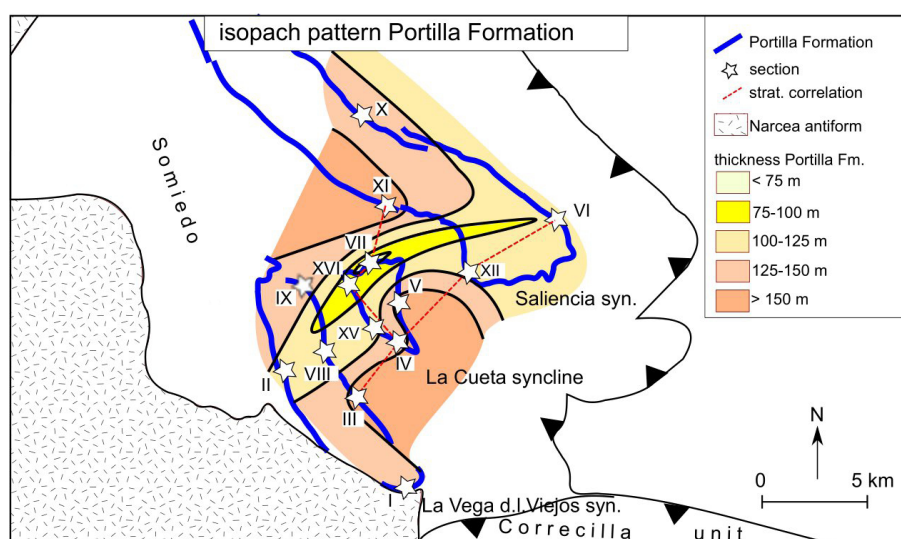 isopach pattern Portilla Formation
Portilla Formation
section
strat. correlation
Narcea antiform
thickness Portilla Fm.
< 75 m
75-100 m
100-125 m
125-150 m
> 150 m
Somiedo
X
XI
VI
VII
XVI
XII
IX
V
Saliencia syn.
XV
IV
VIII
II
La Cueta syncline
III
N
0 5 km
I
La Vega d.l.Viejos syn.
Correcilla unit